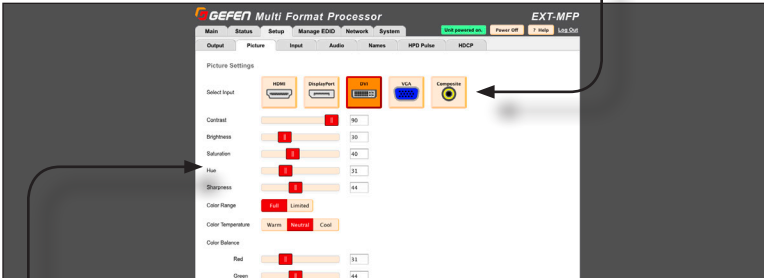 GEFEN Multi Format Processor EXT-MFP
Main Status Setup Manage EDID Network System Unit powered on. Power Off ? Help Log Out
Output Picture Input Audio Names HPD Pulse HDCP
Picture Settings
Select Input HDMI DisplayPort DVI VGA Composite
Contrast 90
Brightness 30
Saturation 40
Hue 31
Sharpness 44
Color Range Full Limited
Color Temperature Warm Neutral Cool
Color Balance
Red 31
Green 44